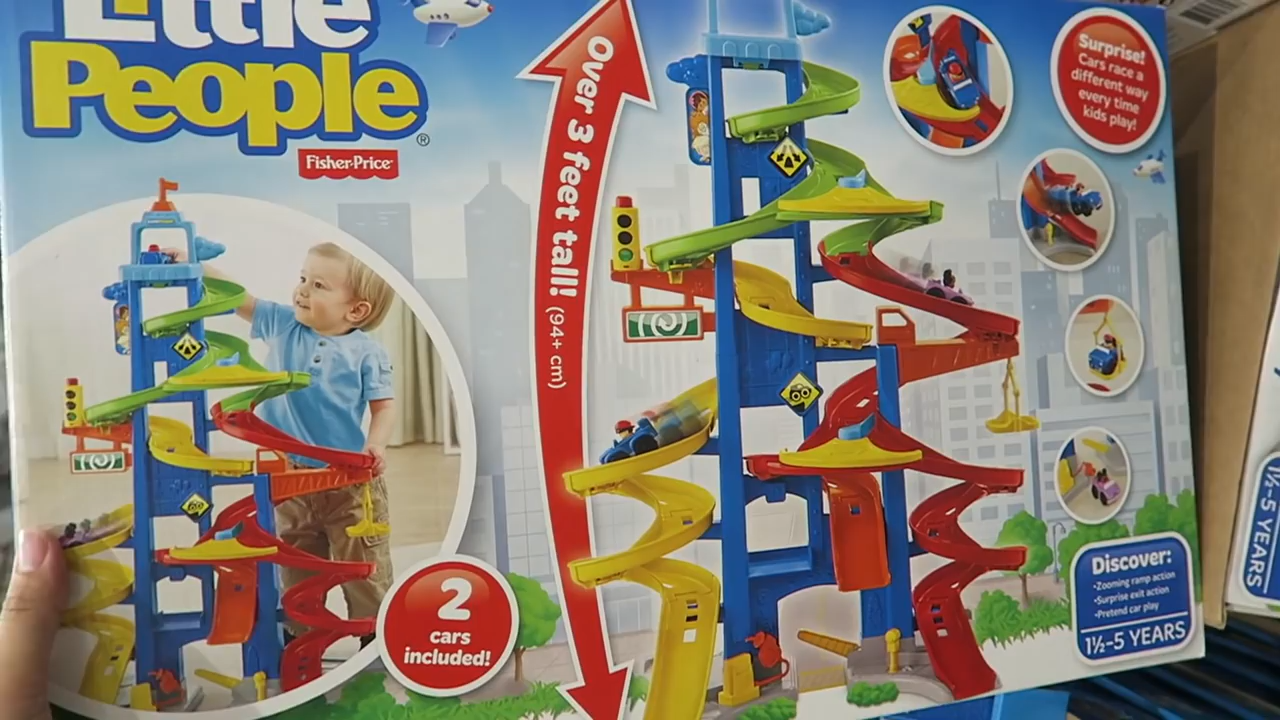 Little
People®
Fisher-Price
Over 3 feet tall! (94+ cm)
Surprise!
Cars race a
different way
every time
kids play!
2
cars
included!
Discover:
•Zooming ramp action
•Surprise exit action
•Pretend car play
1½-5 YEARS
1½-5 YEARS